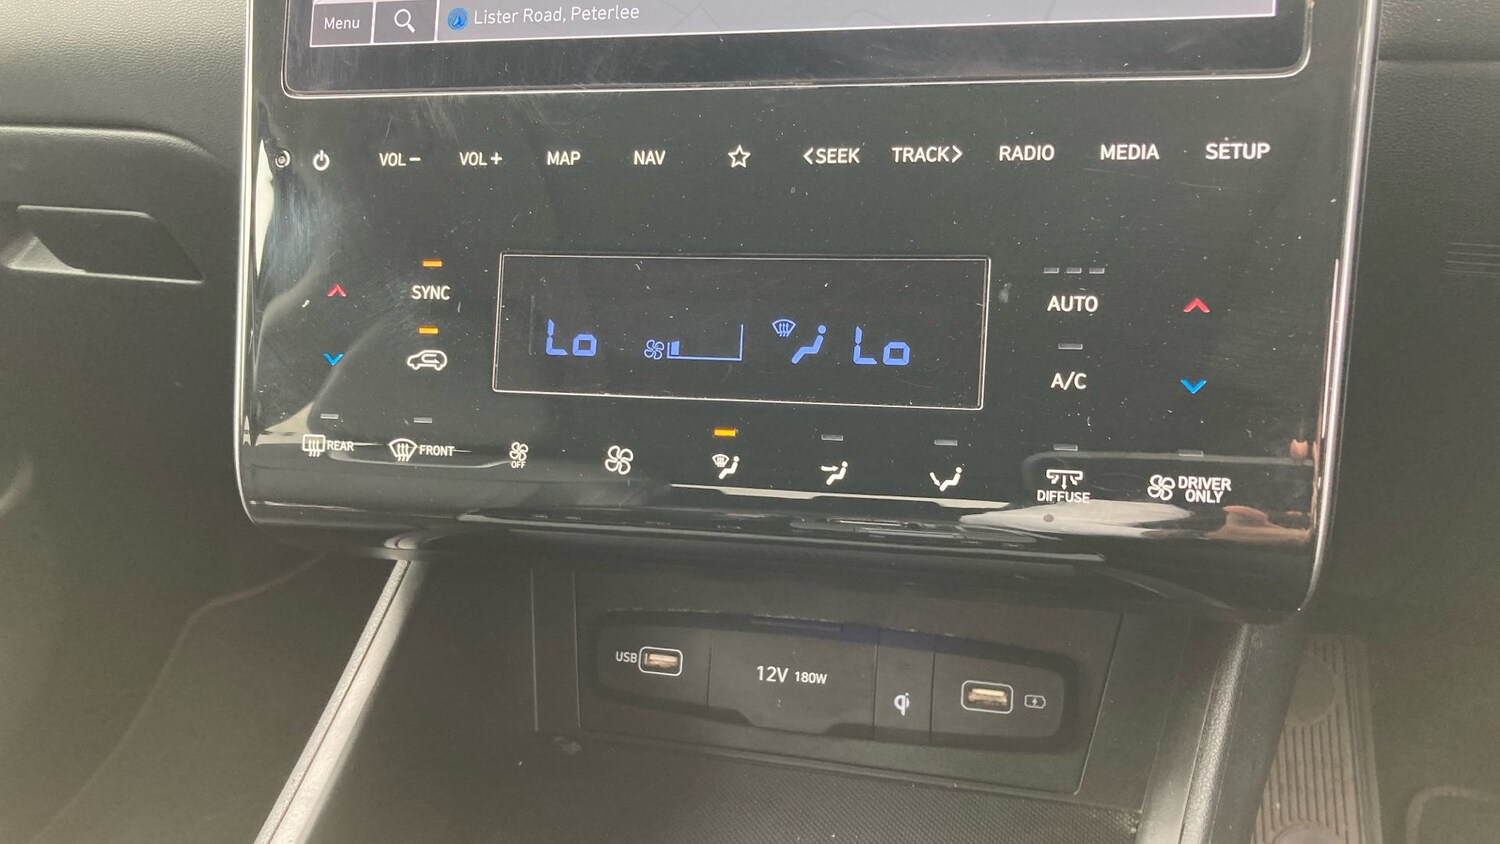 Menu
Lister Road, Peterlee
VOL− VOL+ MAP NAV <SEEK TRACK> RADIO MEDIA SETUP
SYNC
AUTO
Lo Lo
A/C
REAR
FRONT
OFF
DIFFUSE
DRIVER
ONLY
USB
12V 180W
qi